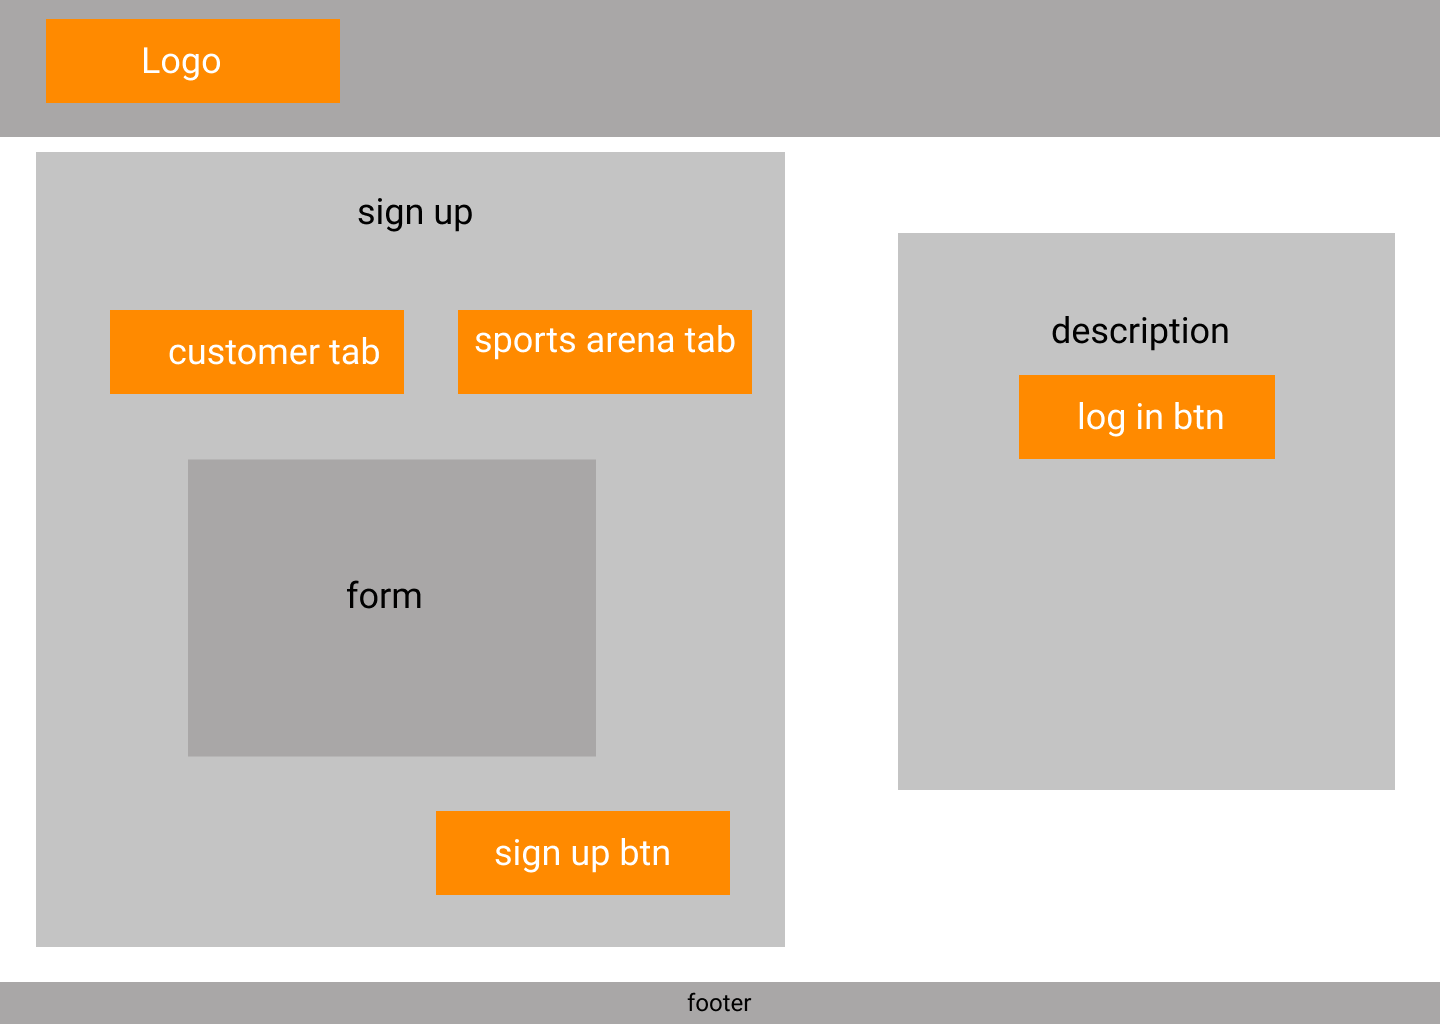 Logo
sign up
customer tab
sports arena tab
form
sign up btn
description
log in btn
footer